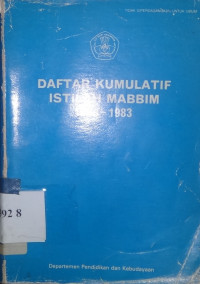 DAFTAR KUMULATIF
ISTILAH MABBIM
- 1983
92 8
Departemen Pendidikan dan Kebudayaan